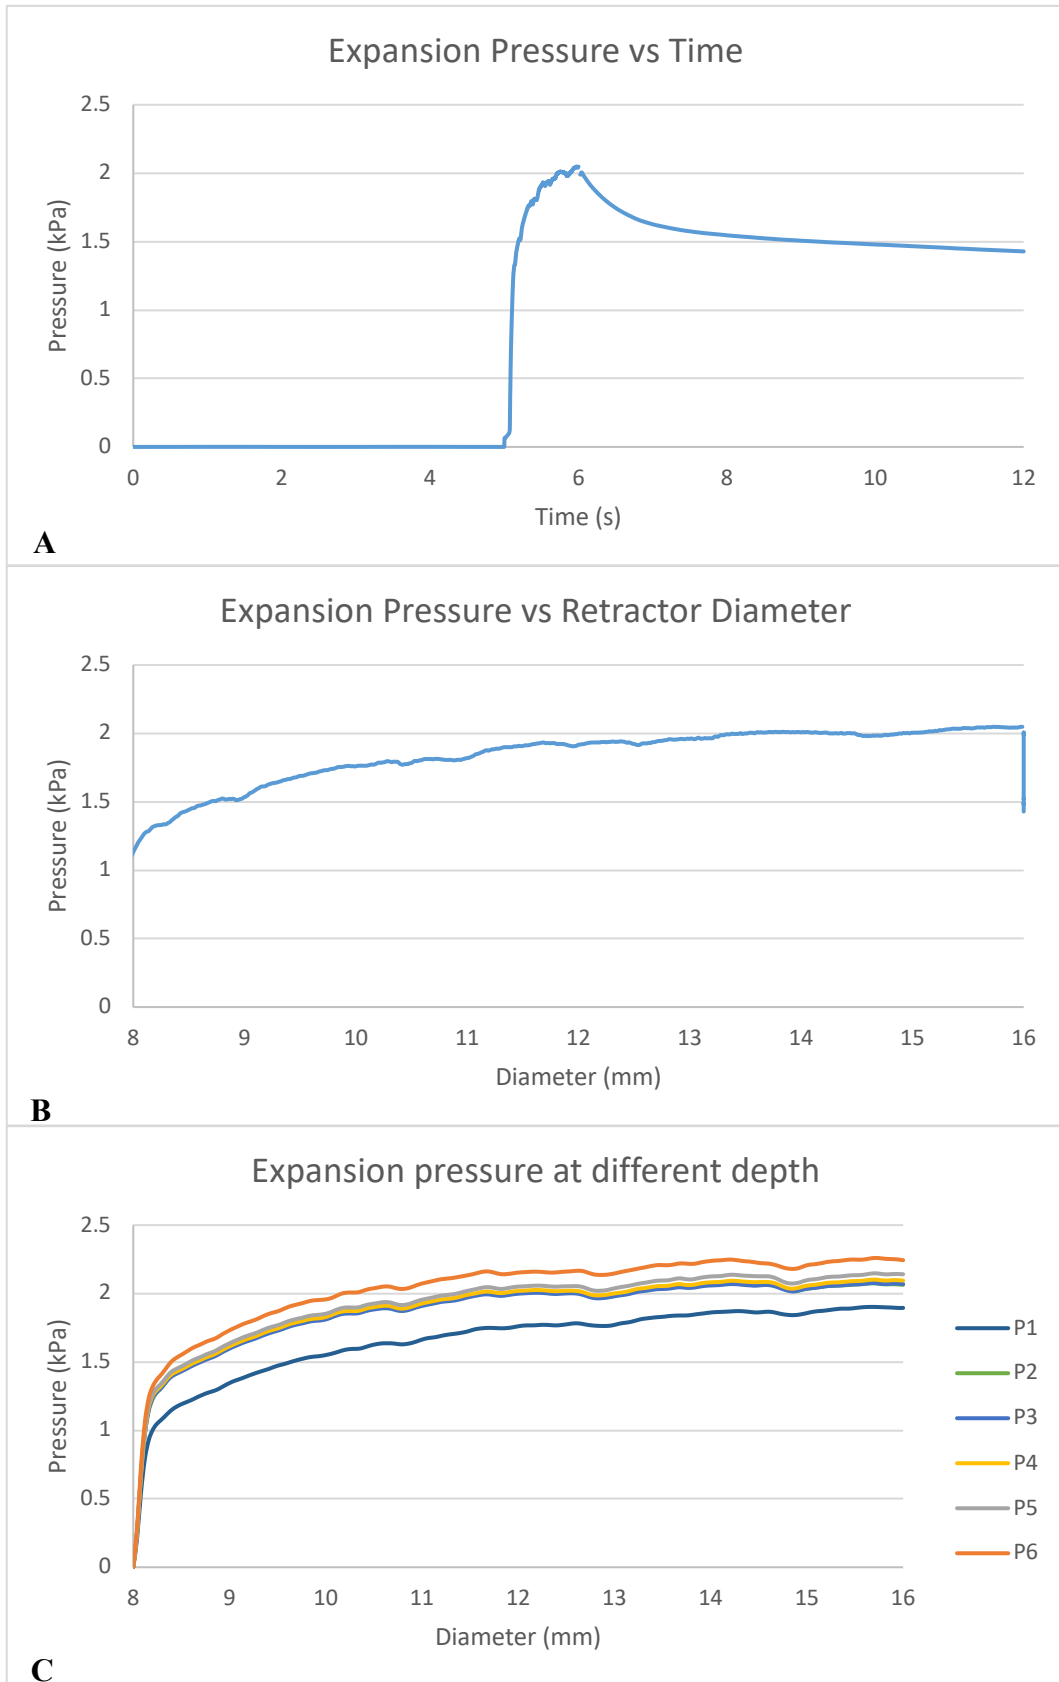 Expansion Pressure vs Time
2.5
2
1.5
1
0.5
0
Pressure (kPa)
0 2 4 6 8 10 12
Time (s)
A
Expansion Pressure vs Retractor Diameter
2.5
2
1.5
1
0.5
0
Pressure (kPa)
8 9 10 11 12 13 14 15 16
Diameter (mm)
B
Expansion pressure at different depth
2.5
2
1.5
1
0.5
0
Pressure (kPa)
8 9 10 11 12 13 14 15 16
Diameter (mm)
P1
P2
P3
P4
P5
P6
C